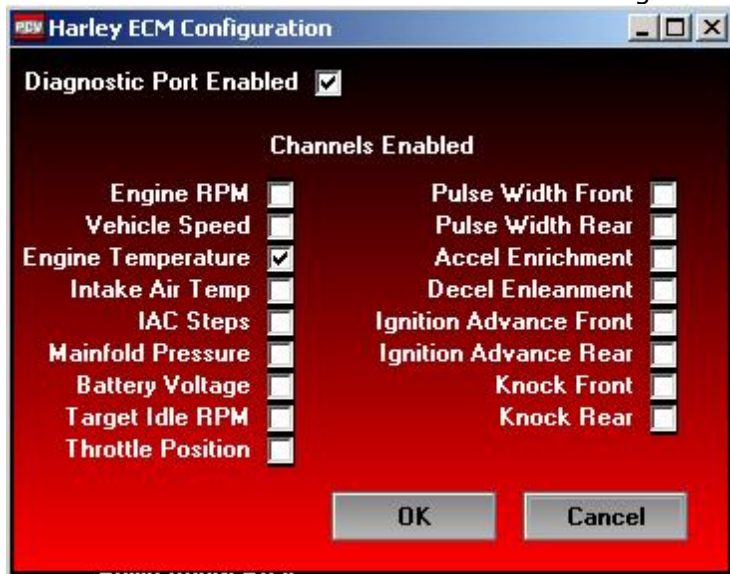 PCV Harley ECM Configuration
Diagnostic Port Enabled
Channels Enabled
Engine RPM
Vehicle Speed
Engine Temperature
Intake Air Temp
IAC Steps
Mainfold Pressure
Battery Voltage
Target Idle RPM
Throttle Position
Pulse Width Front
Pulse Width Rear
Accel Enrichment
Decel Enleanment
Ignition Advance Front
Ignition Advance Rear
Knock Front
Knock Rear
OK
Cancel